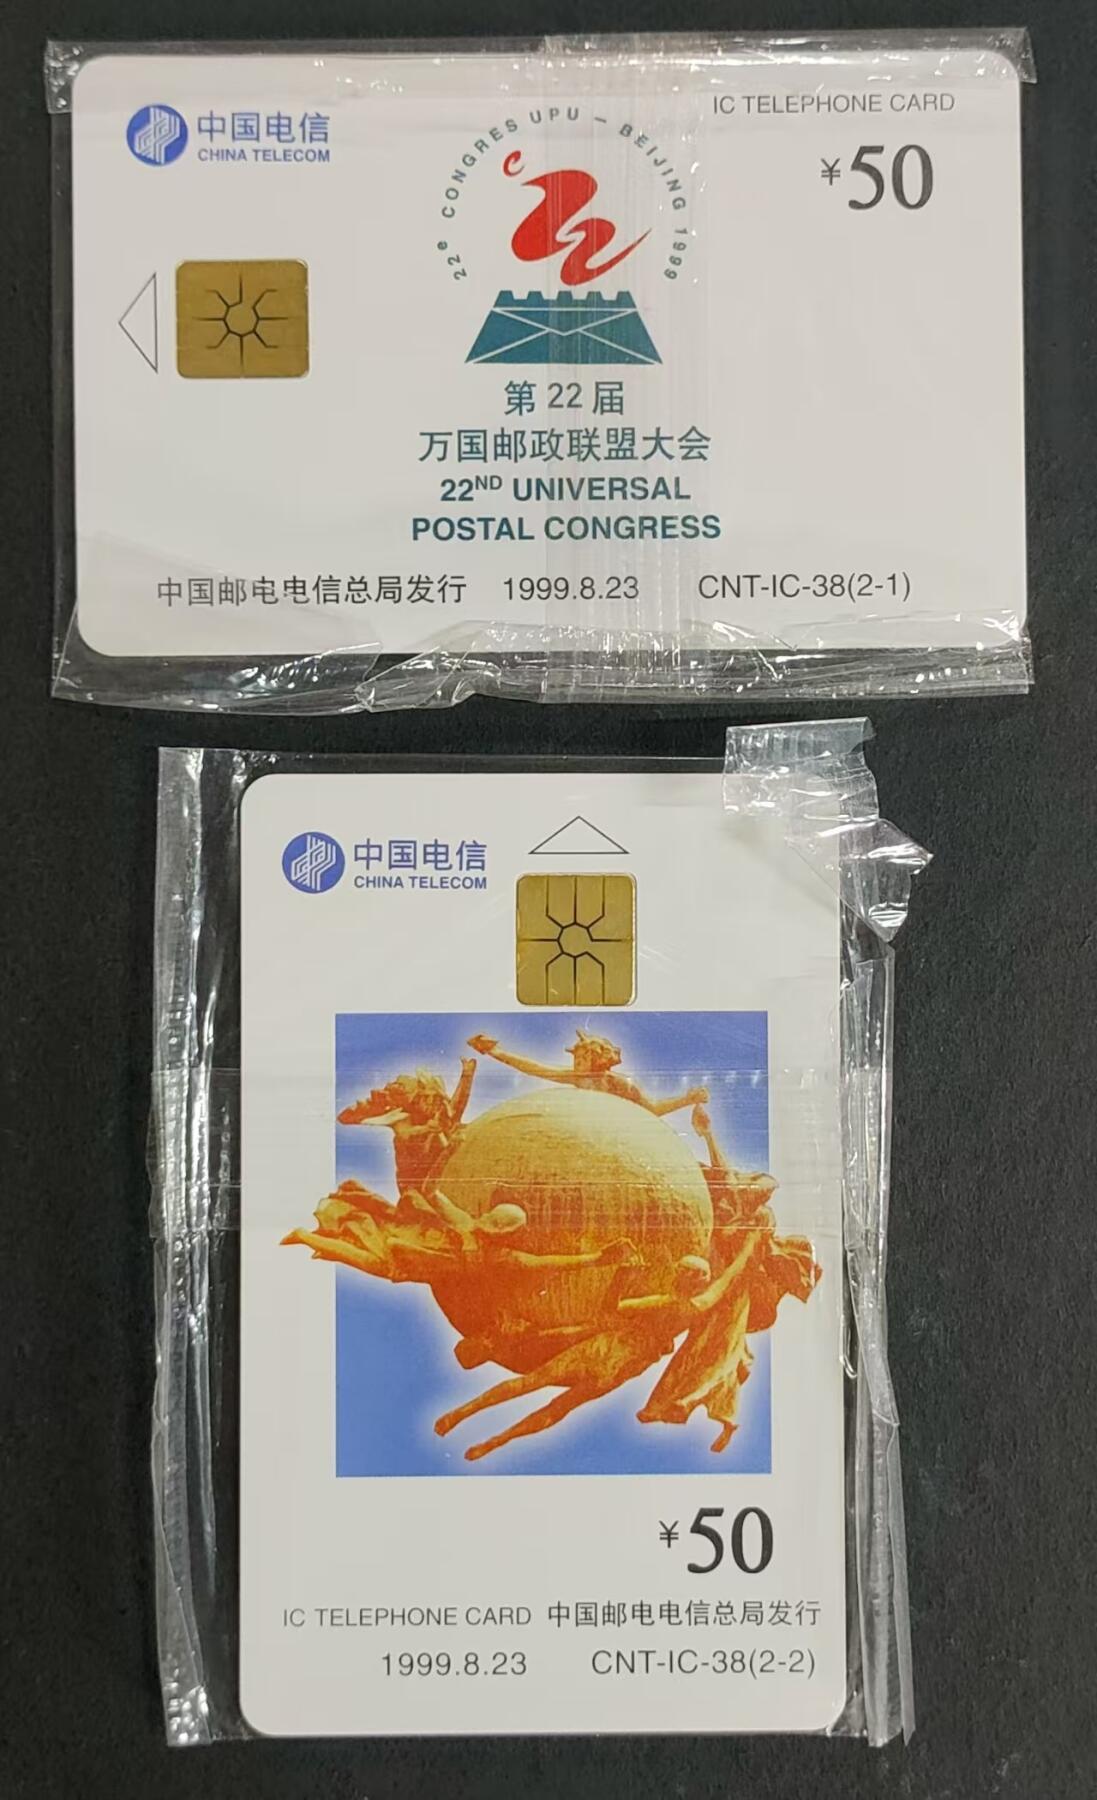 中国电信
CHINA TELECOM
IC TELEPHONE CARD
¥50
22e CONGRES UPU – BEIJING 1999
第 22 届
万国邮政联盟大会
22ND UNIVERSAL
POSTAL CONGRESS
中国邮电电信总局发行 1999.8.23 CNT-IC-38(2-1)
中国电信
CHINA TELECOM
¥50
IC TELEPHONE CARD 中国邮电电信总局发行
1999.8.23 CNT-IC-38(2-2)